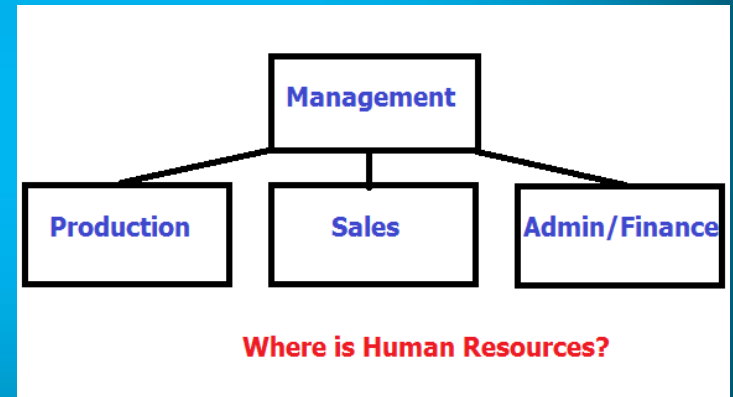 Management
Production Sales Admin/Finance
Where is Human Resources?